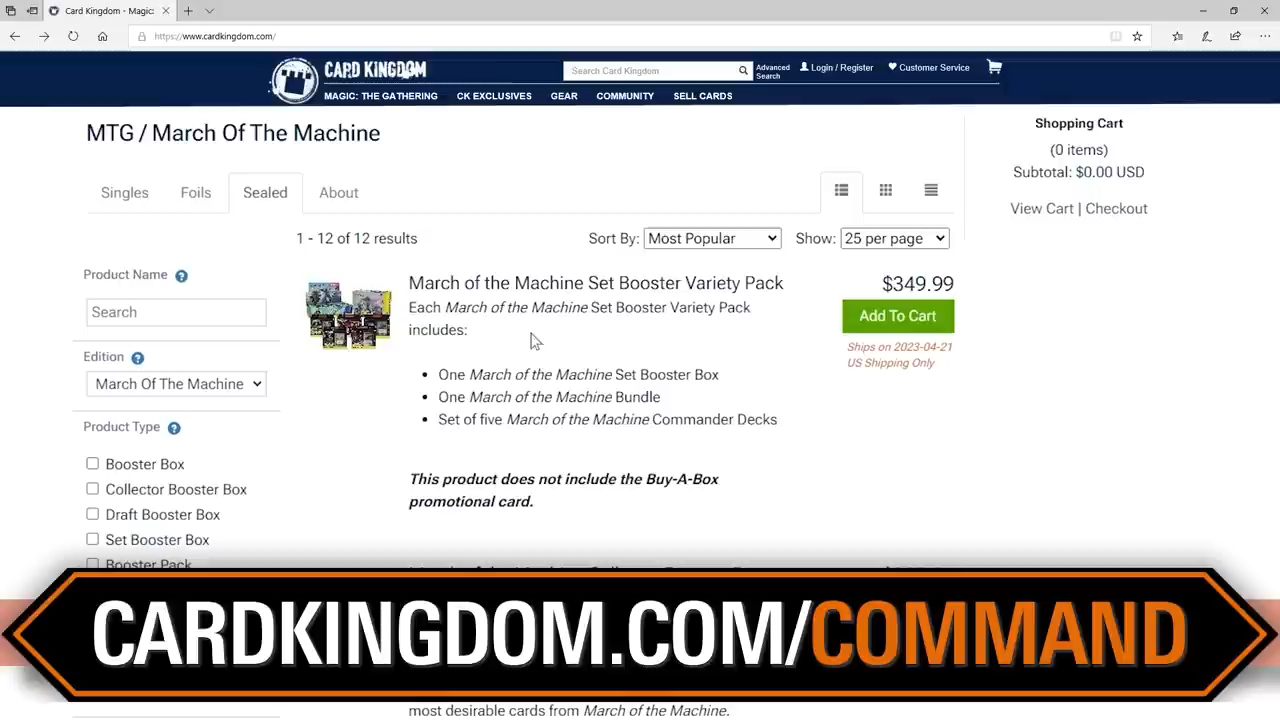 Card Kingdom - Magic:
https://www.cardkingdom.com/
CARD KINGDOM
Search Card Kingdom
Advanced Search
Login / Register
Customer Service
MAGIC: THE GATHERING
CK EXCLUSIVES
GEAR
COMMUNITY
SELL CARDS
MTG / March Of The Machine
Shopping Cart
(0 items)
Subtotal: $0.00 USD
View Cart | Checkout
Singles
Foils
Sealed
About
1 - 12 of 12 results
Sort By: Most Popular
Show: 25 per page
Product Name
Search
Edition
March Of The Machine
Product Type
Booster Box
Collector Booster Box
Draft Booster Box
Set Booster Box
Booster Pack
March of the Machine Set Booster Variety Pack
Each March of the Machine Set Booster Variety Pack
includes:
One March of the Machine Set Booster Box
One March of the Machine Bundle
Set of five March of the Machine Commander Decks
This product does not include the Buy-A-Box
promotional card.
$349.99
Add To Cart
Ships on 2023-04-21
US Shipping Only
CARDKINGDOM.COM/COMMAND
most desirable cards from March of the Machine.